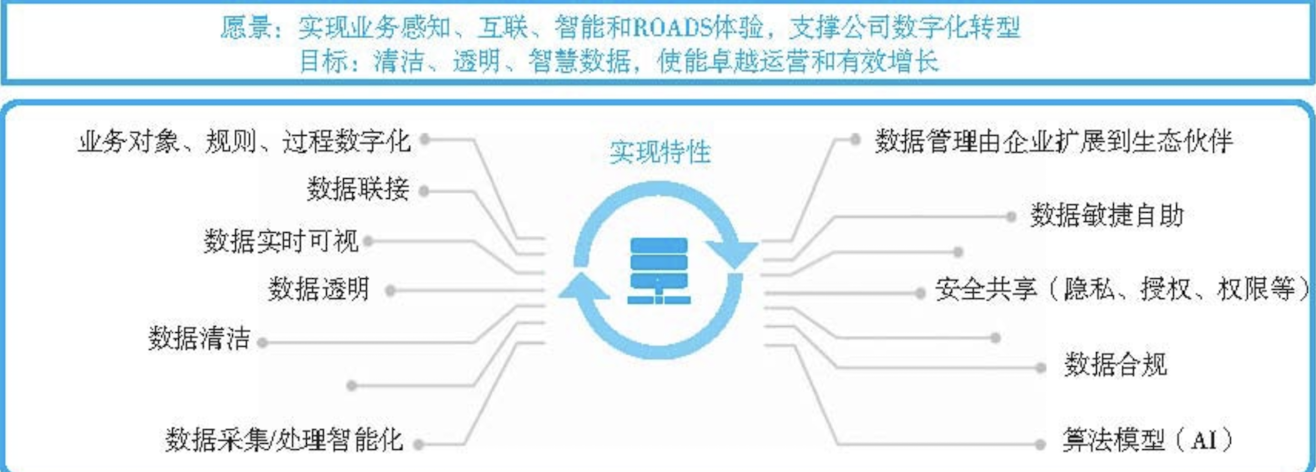 愿景：实现业务感知、互联、智能和ROADS体验，支撑公司数字化转型
目标：清洁、透明、智慧数据，使能卓越运营和有效增长
实现特性
业务对象、规则、过程数字化
数据联接
数据实时可视
数据透明
数据清洁
数据采集/处理智能化
数据管理由企业扩展到生态伙伴
数据敏捷自助
安全共享（隐私、授权、权限等）
数据合规
算法模型（AI）